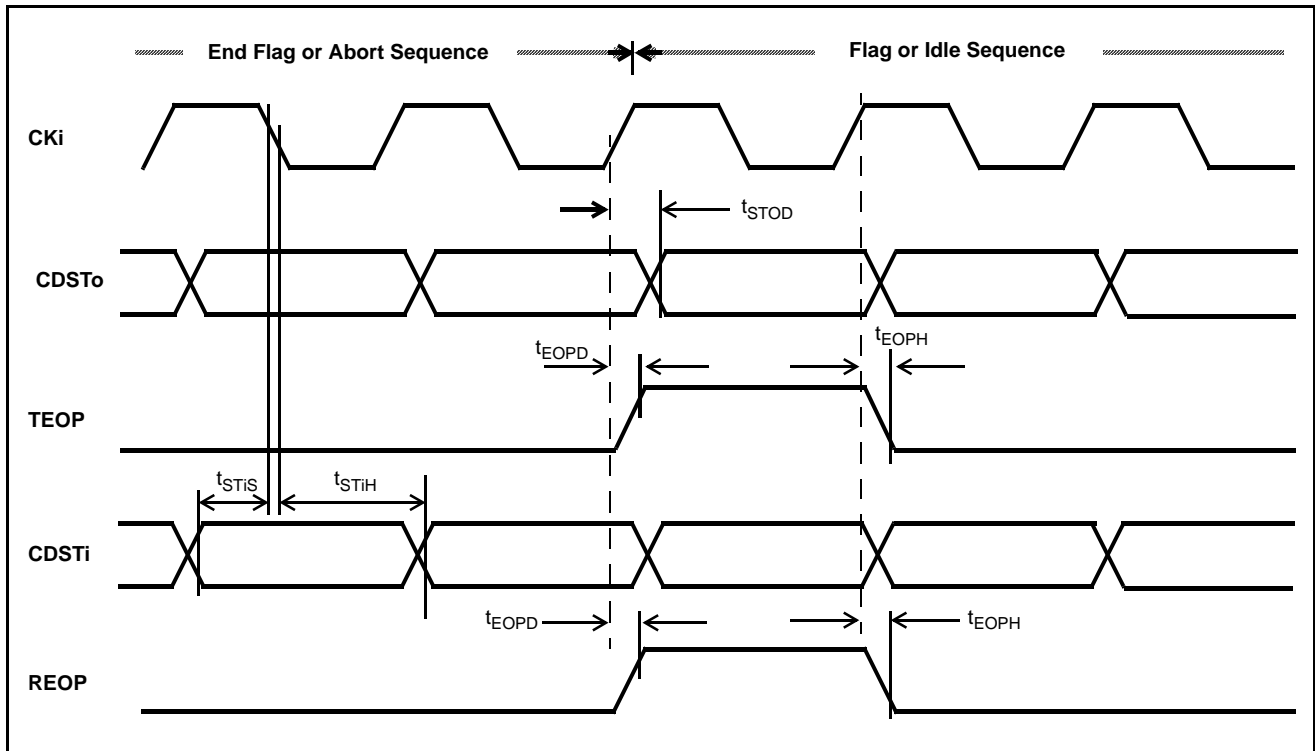 End Flag or Abort Sequence
Flag or Idle Sequence
CKi
tSTOD
CDSTo
tEOPD
tEOPH
TEOP
tSTiS
tSTiH
CDSTi
tEOPD
tEOPH
REOP